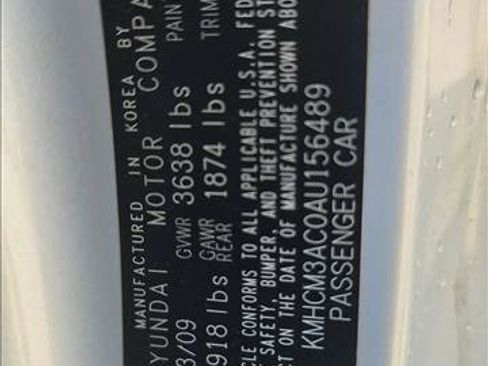 MANUFACTURED IN KOREA BY
YUNDAI MOTOR COMPA
3/09 GVWR 3638 lbs PAIN
918 lbs GAWR REAR 1874 lbs TRIM
CLE CONFORMS TO ALL APPLICABLE U.S.A. FED
SAFETY, BUMPER, AND THEFT PREVENTION ST
CT ON THE DATE OF MANUFACTURE SHOWN ABO
KMHCM3AC0AU156489
PASSENGER CAR